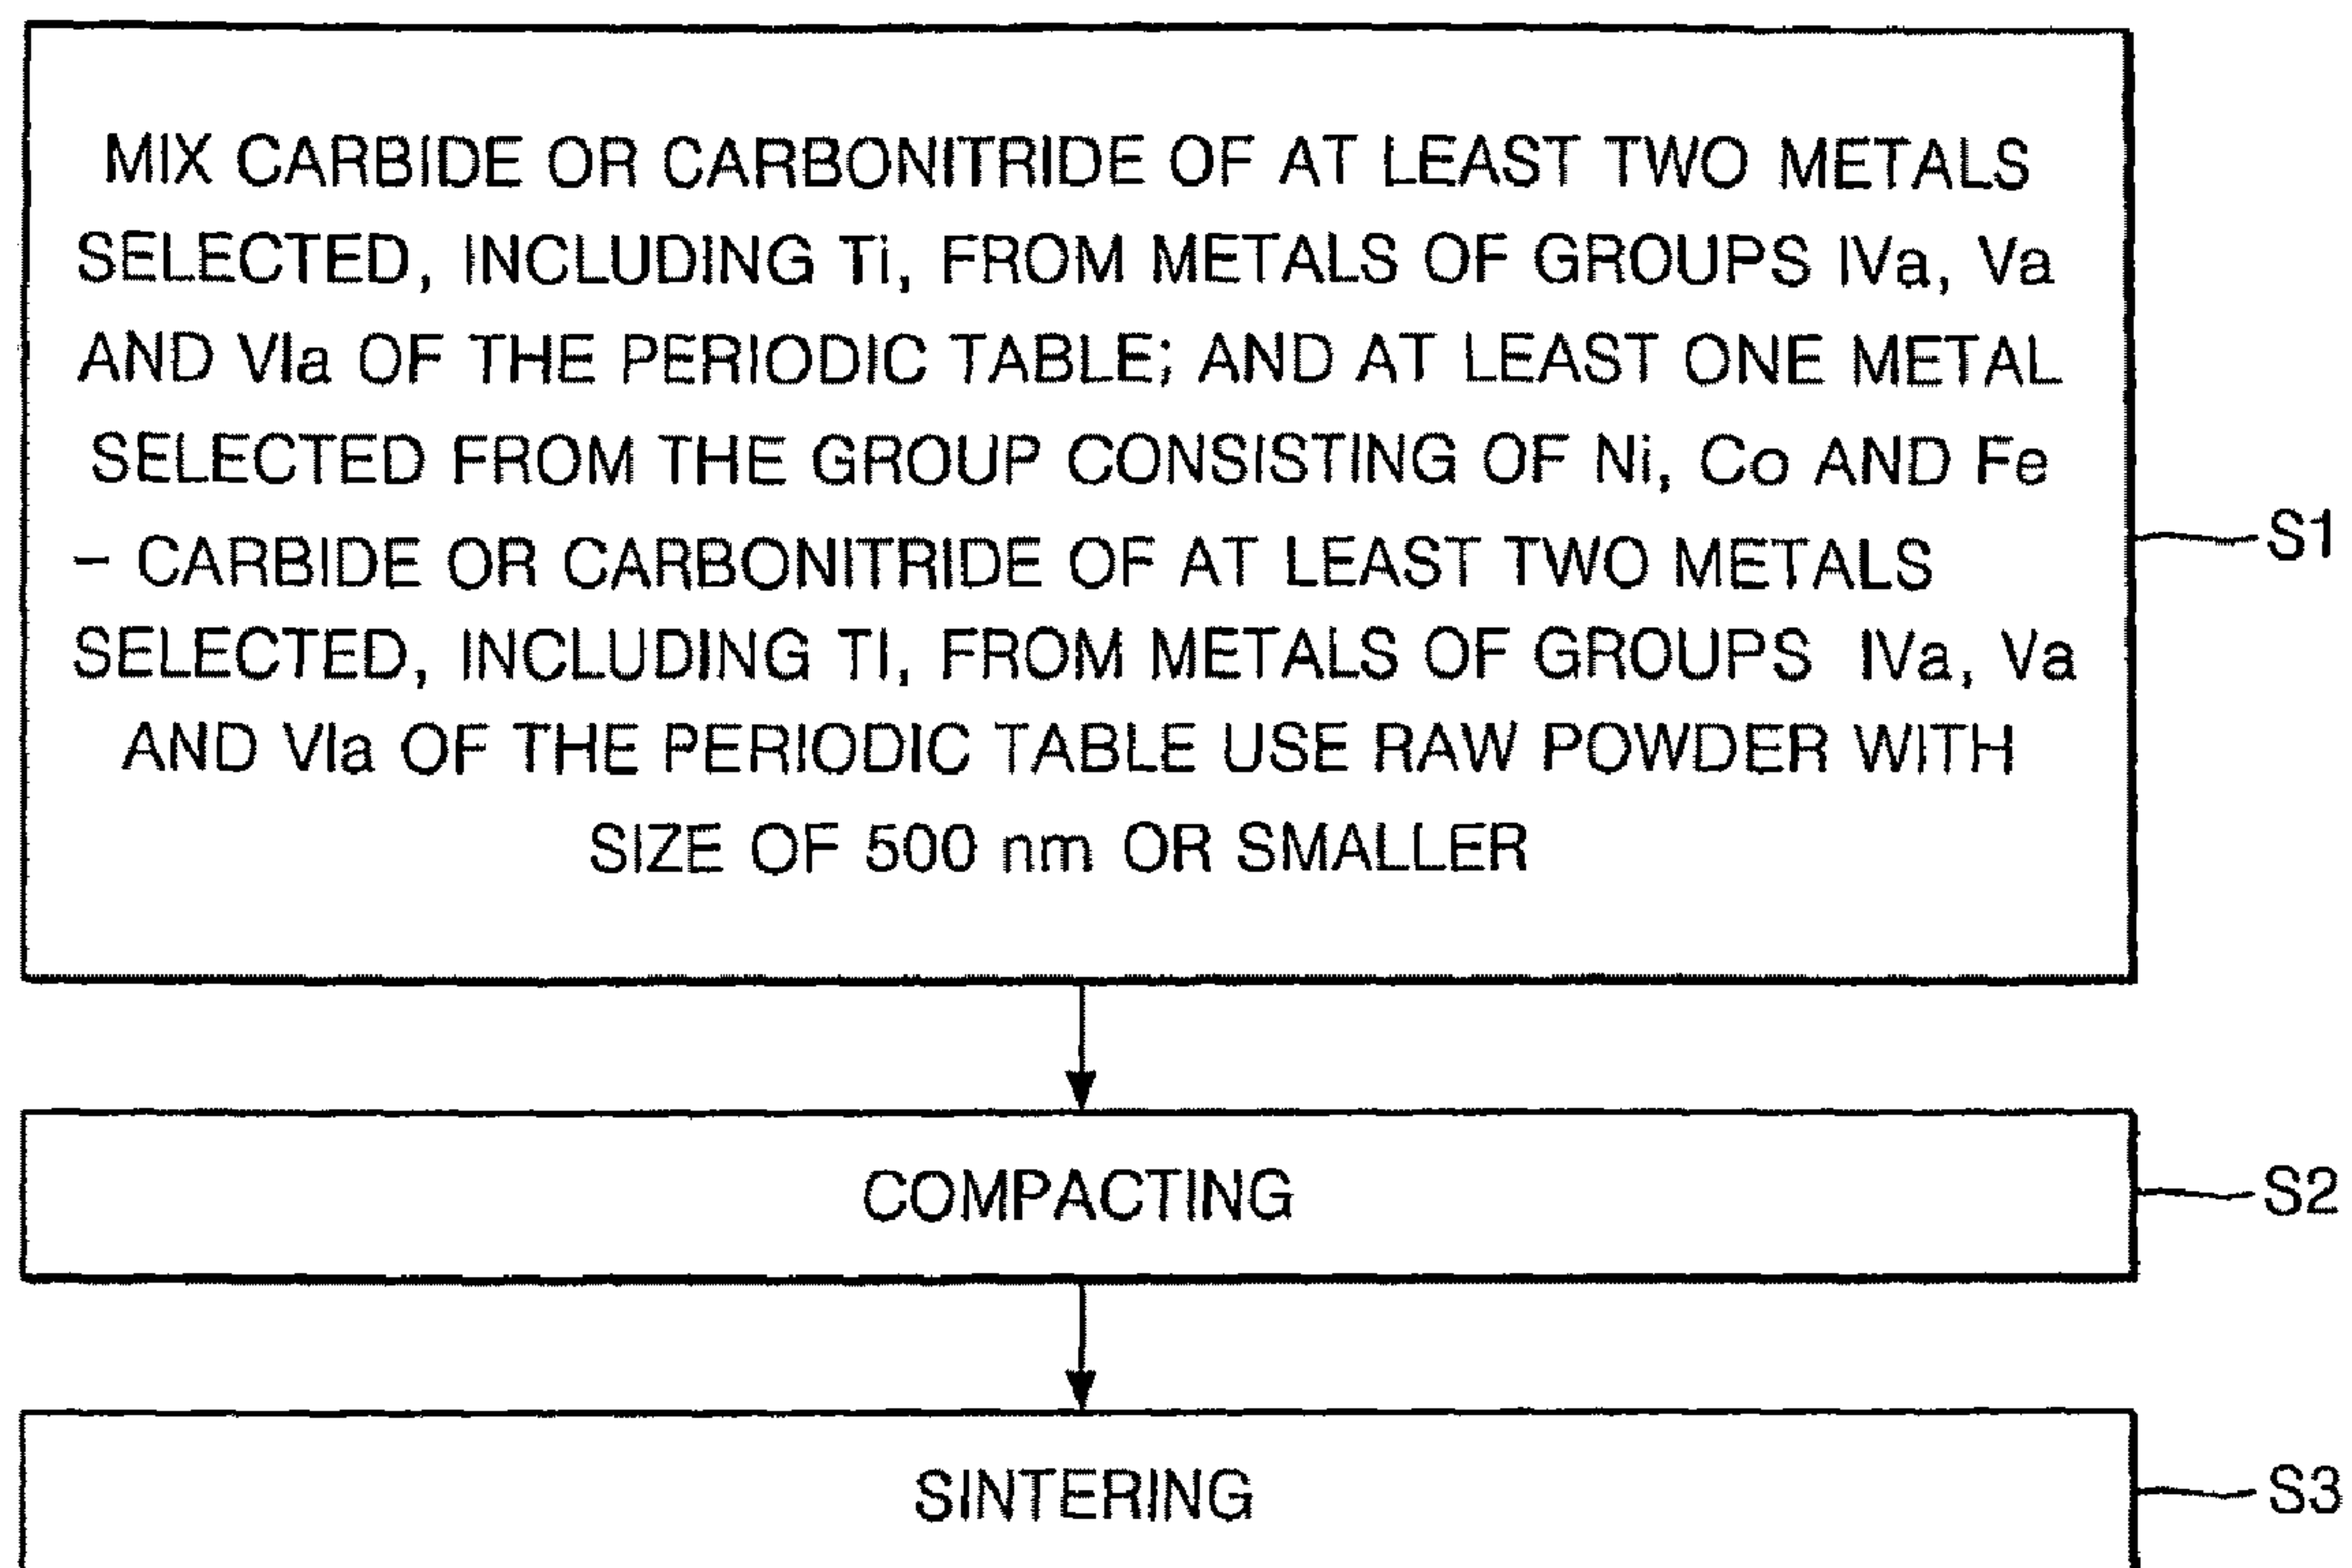 MIX CARBIDE OR CARBONITRIDE OF AT LEAST TWO METALS
SELECTED, INCLUDING Ti, FROM METALS OF GROUPS IVa, Va
AND VIa OF THE PERIODIC TABLE; AND AT LEAST ONE METAL
SELECTED FROM THE GROUP CONSISTING OF Ni, Co AND Fe
– CARBIDE OR CARBONITRIDE OF AT LEAST TWO METALS
SELECTED, INCLUDING TI, FROM METALS OF GROUPS IVa, Va
AND VIa OF THE PERIODIC TABLE USE RAW POWDER WITH
SIZE OF 500 nm OR SMALLER
S1
COMPACTING
S2
SINTERING
S3